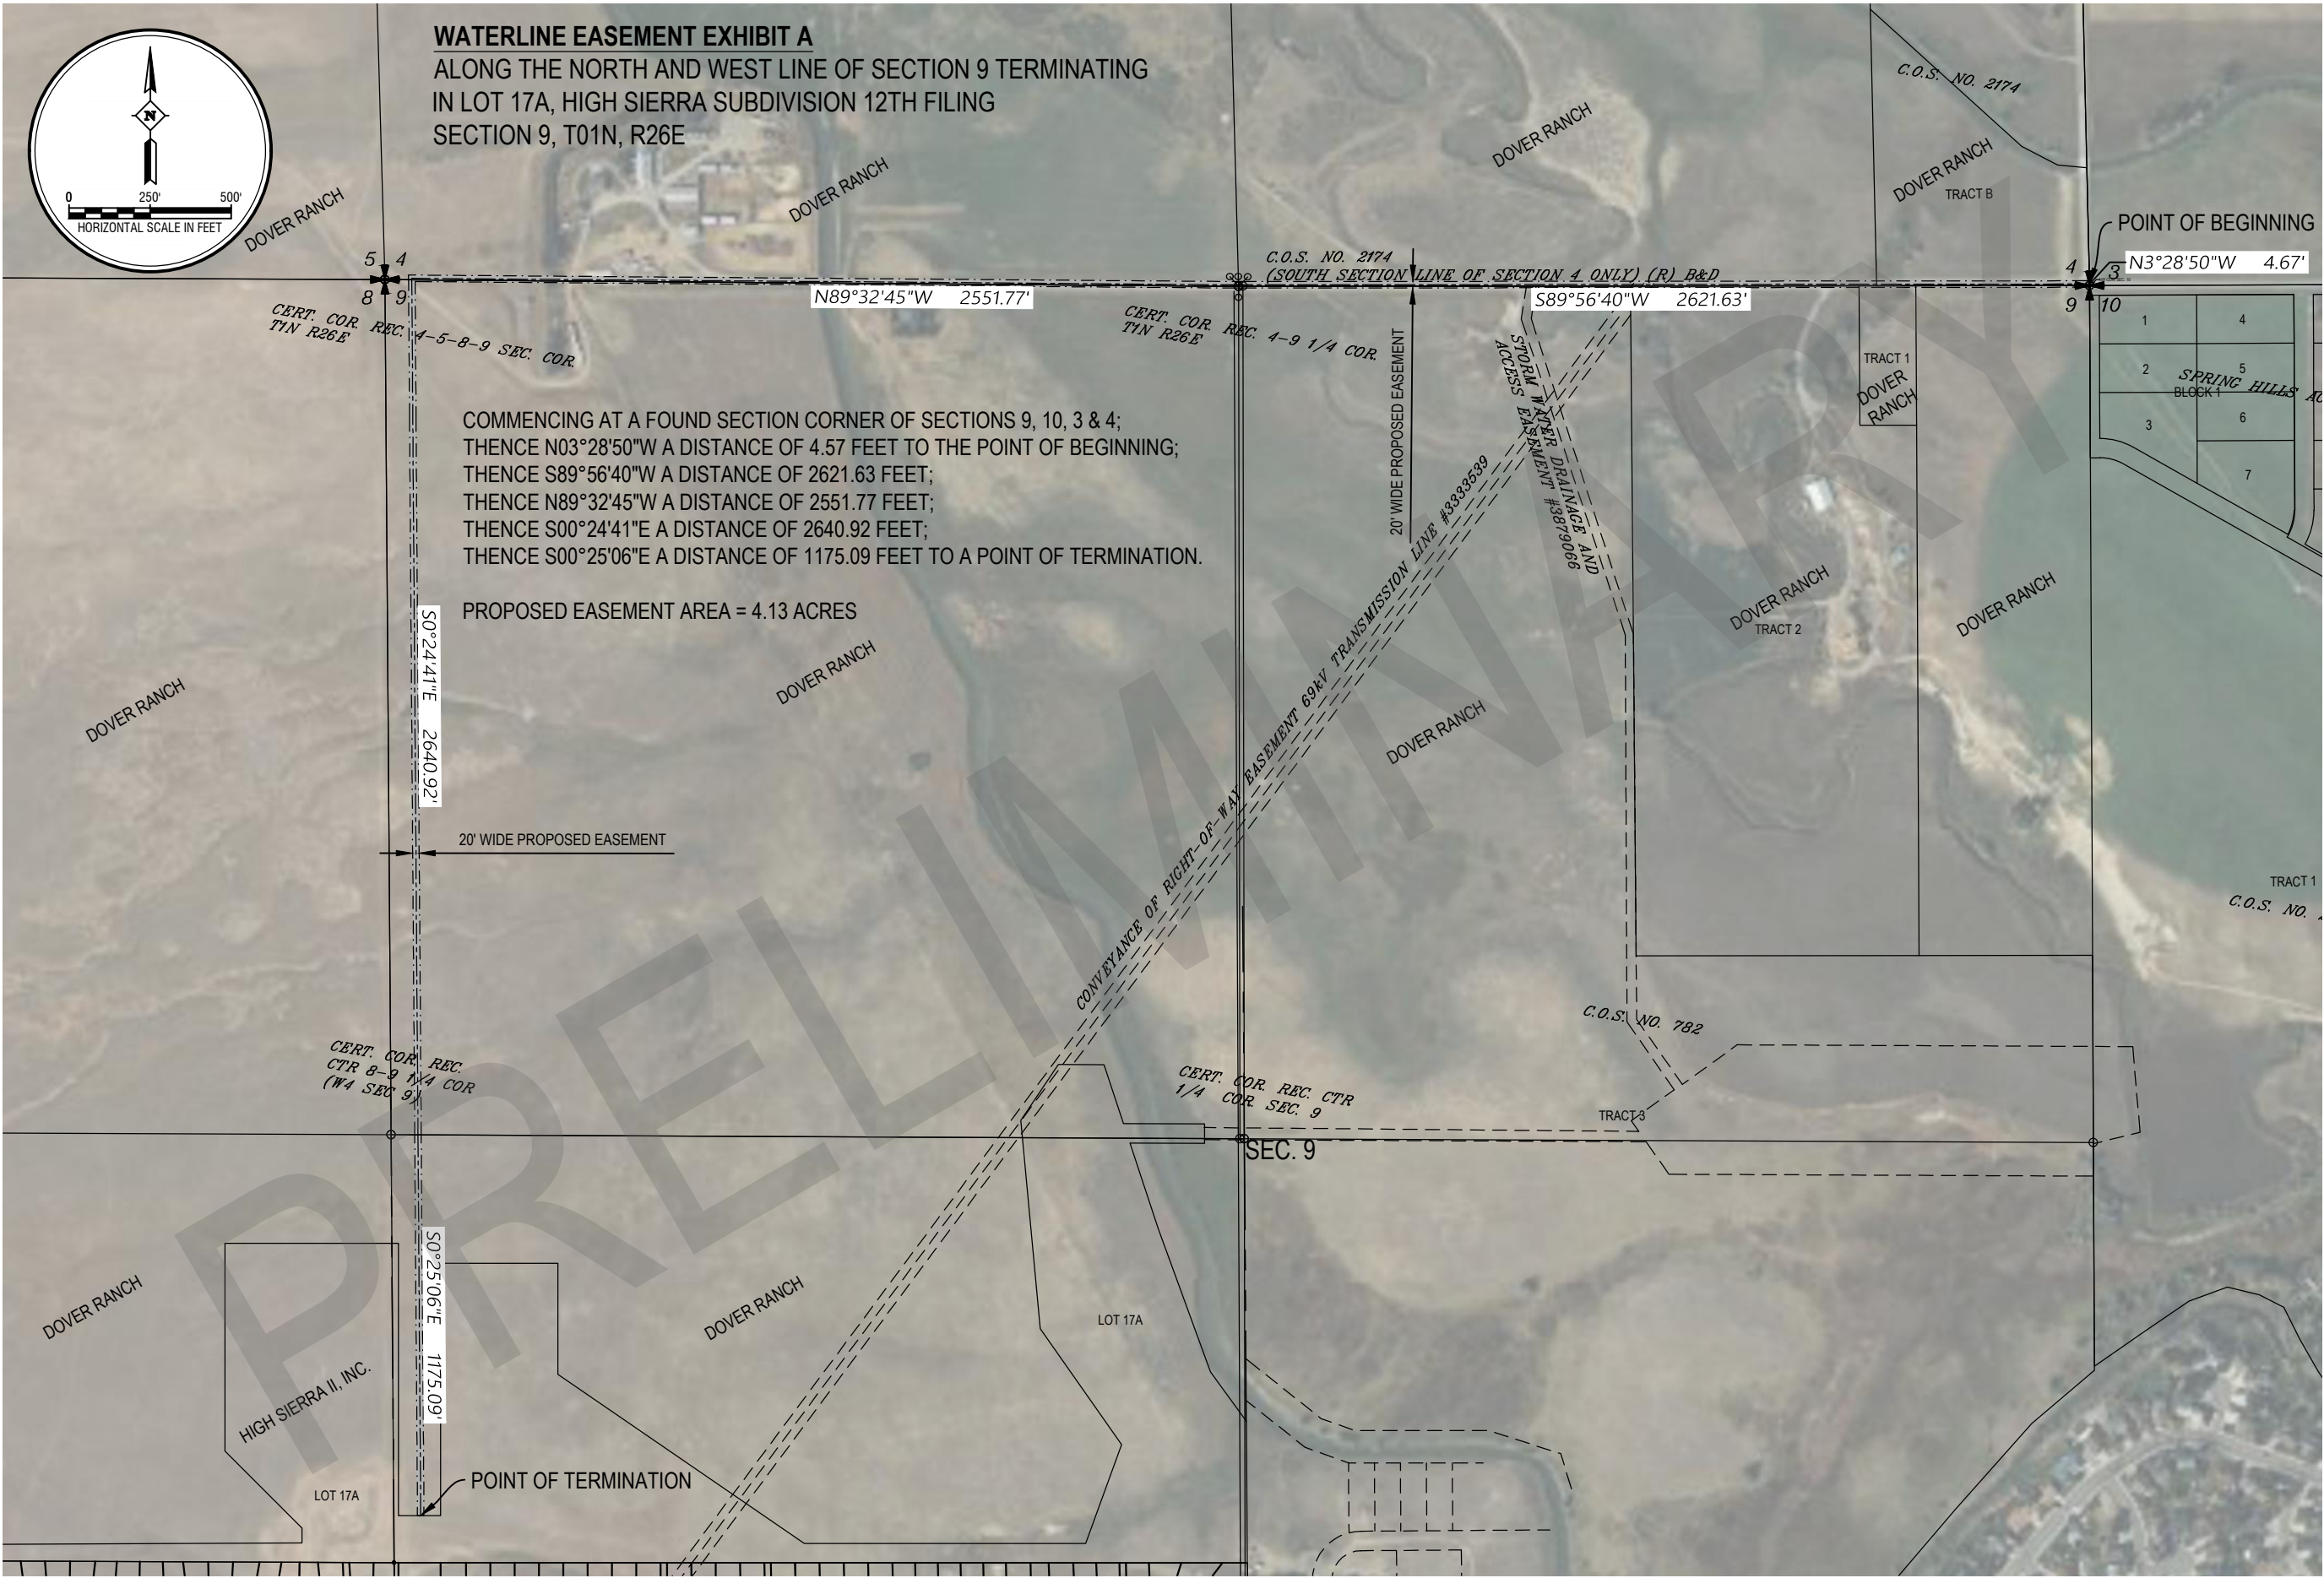 WATERLINE EASEMENT EXHIBIT A
ALONG THE NORTH AND WEST LINE OF SECTION 9 TERMINATING
IN LOT 17A, HIGH SIERRA SUBDIVISION 12TH FILING
SECTION 9, T01N, R26E
N
0 250' 500'
HORIZONTAL SCALE IN FEET
DOVER RANCH
DOVER RANCH
DOVER RANCH
C.O.S. NO. 2174
DOVER RANCH
TRACT B
POINT OF BEGINNING
N3°28'50"W 4.67'
5 4
8 9
C.O.S. NO. 2174
(SOUTH SECTION LINE OF SECTION 4 ONLY) (R) B&D
4 3
9 10
N89°32'45"W 2551.77'
S89°56'40"W 2621.63'
CERT. COR. REC. 4-5-8-9 SEC. COR.
T1N R26E
CERT. COR. REC. 4-9 1/4 COR.
T1N R26E
20' WIDE PROPOSED EASEMENT
STORM WATER DRAINAGE AND
ACCESS EASEMENT #3879066
TRACT 1
DOVER
RANCH
1
4
2
5
SPRING HILLS
BLOCK 1
3
6
7
COMMENCING AT A FOUND SECTION CORNER OF SECTIONS 9, 10, 3 & 4;
THENCE N03°28'50"W A DISTANCE OF 4.57 FEET TO THE POINT OF BEGINNING;
THENCE S89°56'40"W A DISTANCE OF 2621.63 FEET;
THENCE N89°32'45"W A DISTANCE OF 2551.77 FEET;
THENCE S00°24'41"E A DISTANCE OF 2640.92 FEET;
THENCE S00°25'06"E A DISTANCE OF 1175.09 FEET TO A POINT OF TERMINATION.
PROPOSED EASEMENT AREA = 4.13 ACRES
S0°24'41"E 2640.92'
DOVER RANCH
DOVER RANCH
DOVER RANCH
DOVER RANCH
TRACT 2
DOVER RANCH
CONVEYANCE OF RIGHT-OF-WAY EASEMENT 69kV TRANSMISSION LINE #3333539
20' WIDE PROPOSED EASEMENT
TRACT 1
C.O.S. NO.
C.O.S. NO. 782
CERT. COR. REC.
CTR 8-9 1/4 COR
(W4 SEC 9)
CERT. COR. REC. CTR
1/4 COR. SEC. 9
TRACT 3
SEC. 9
PRELIMINARY
S0°25'06"E 1175.09'
DOVER RANCH
DOVER RANCH
LOT 17A
HIGH SIERRA II, INC.
POINT OF TERMINATION
LOT 17A